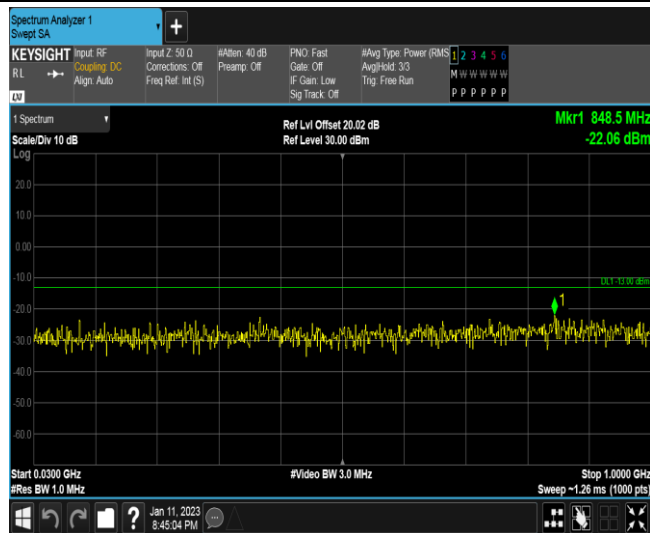 Spectrum Analyzer 1
Swept SA
+
KEYSIGHT
RL
Input: RF
Coupling: DC
Align: Auto
Input Z: 50 Ω
Corrections: Off
Freq Ref: Int (S)
#Atten: 40 dB
Preamp: Off
PNO: Fast
Gate: Off
IF Gain: Low
Sig Track: Off
#Avg Type: Power (RMS
Avg|Hold: 3/3
Trig: Free Run
1 2 3 4 5 6
M W W W W W
P P P P P P
1 Spectrum
Scale/Div 10 dB
Log
Ref Lvl Offset 20.02 dB
Ref Level 30.00 dBm
Mkr1 848.5 MHz
-22.06 dBm
20.0
10.0
0.00
-10.0
DL1 -13.00 dBm
1
-20.0
-30.0
-40.0
-50.0
-60.0
Start 0.0300 GHz
#Video BW 3.0 MHz
Stop 1.0000 GHz
#Res BW 1.0 MHz
Sweep ~1.26 ms (1000 pts)
?
Jan 11, 2023
8:45:04 PM